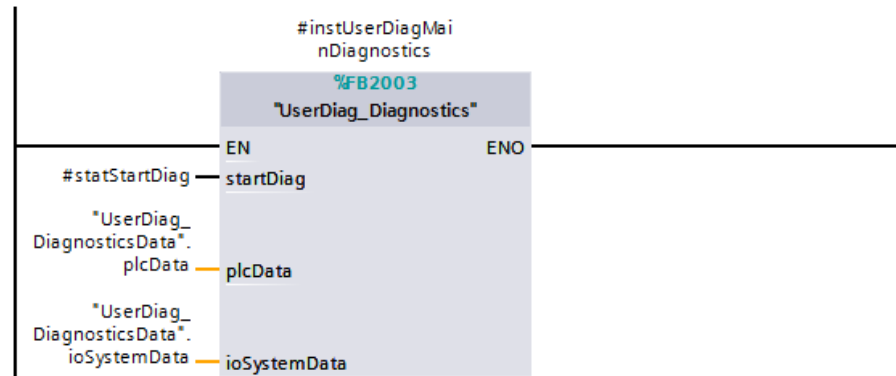 #instUserDiagMai
nDiagnostics
%FB2003
"UserDiag_Diagnostics"
EN
ENO
#statStartDiag
startDiag
"UserDiag_
DiagnosticsData".
plcData
plcData
"UserDiag_
DiagnosticsData".
ioSystemData
ioSystemData